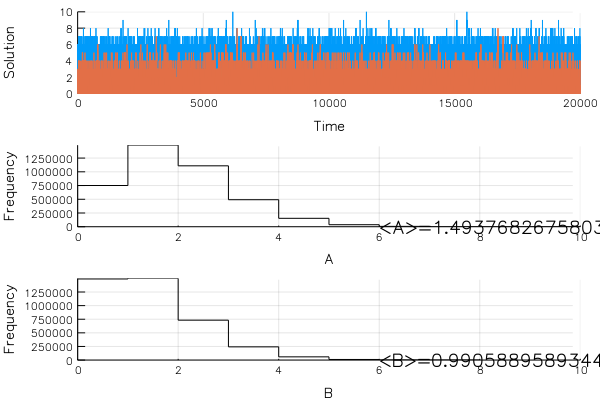 Solution
10
8
6
4
2
0
0 5000 10000 15000 20000
Time
Frequency
1250000
1000000
750000
500000
250000
0
0 2 4 6 8 10
<A>=1.4937682675803
A
Frequency
1250000
1000000
750000
500000
250000
0
0 2 4 6 8 10
<B>=0.9905889589344
B